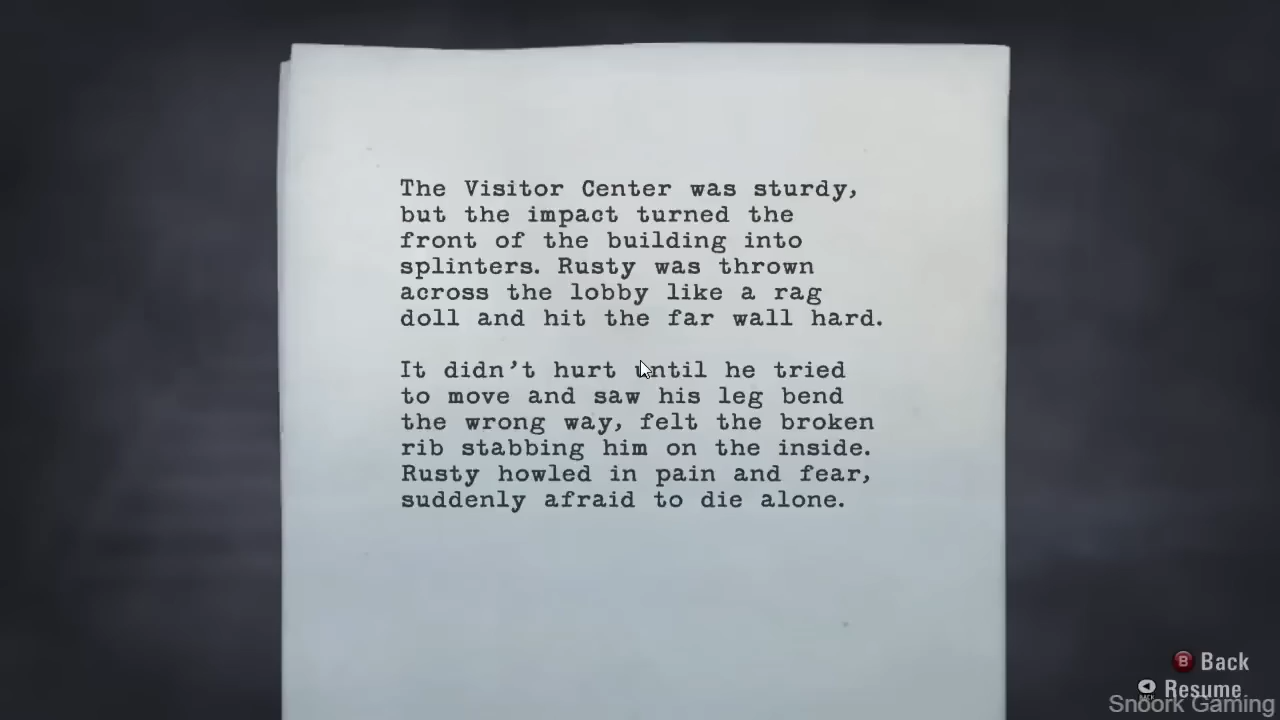 The Visitor Center was sturdy,
but the impact turned the
front of the building into
splinters. Rusty was thrown
across the lobby like a rag
doll and hit the far wall hard.
It didn't hurt until he tried
to move and saw his leg bend
the wrong way, felt the broken
rib stabbing him on the inside.
Rusty howled in pain and fear,
suddenly afraid to die alone.
B Back
BACK Resume
Snoork Gaming